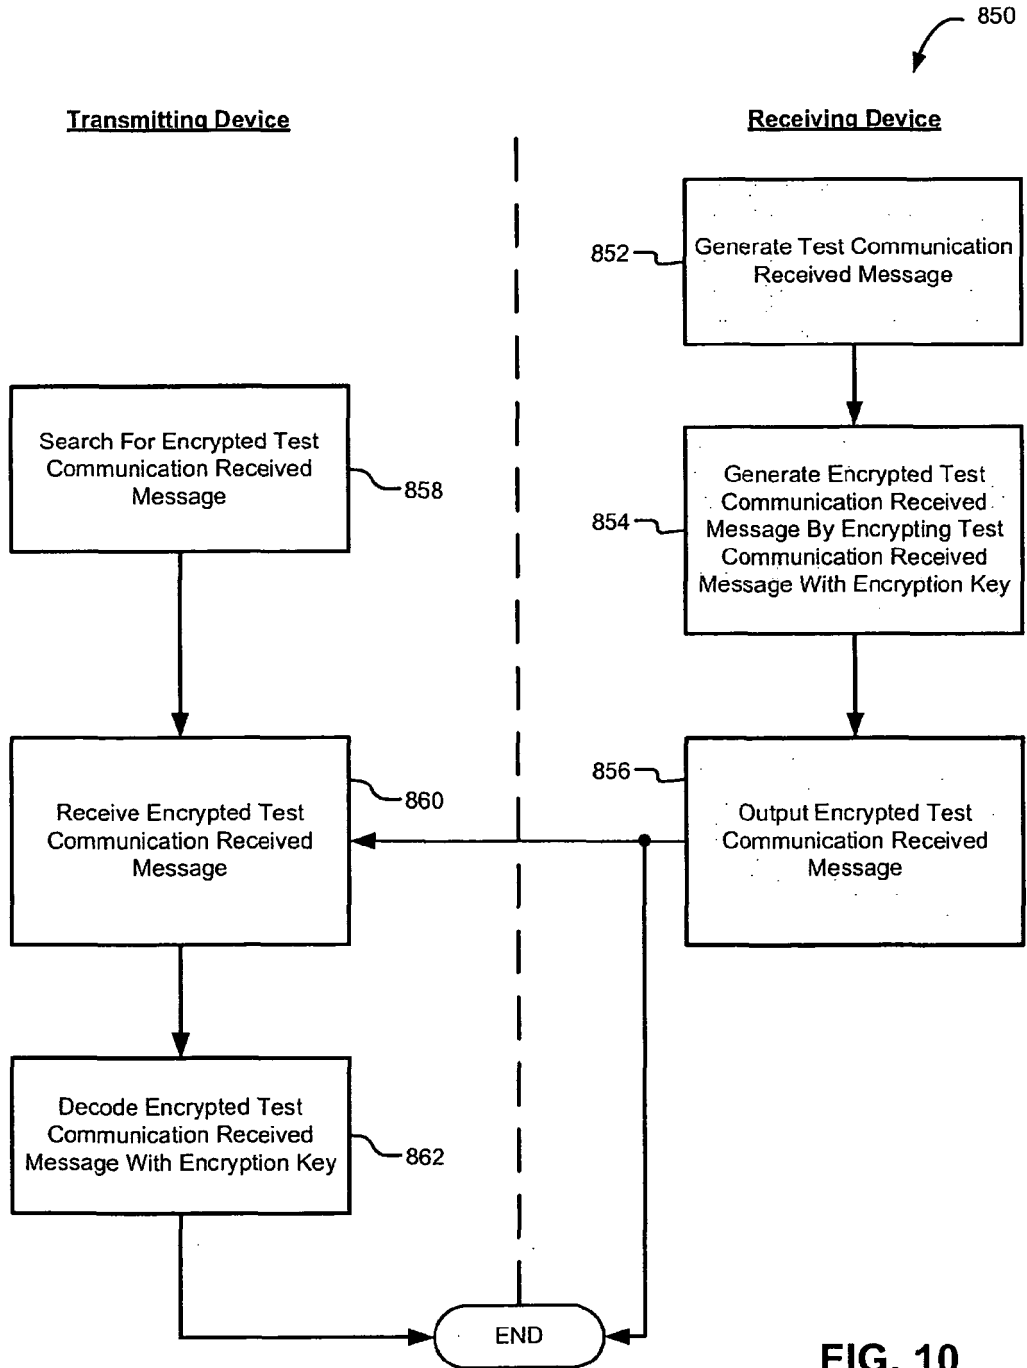 850
Transmitting Device
Receiving Device
852
Generate Test Communication
Received Message
Search For Encrypted Test
Communication Received
Message
858
854
Generate Encrypted Test
Communication Received
Message By Encrypting Test
Communication Received
Message With Encryption Key
860
Receive Encrypted Test
Communication Received
Message
856
Output Encrypted Test
Communication Received
Message
Decode Encrypted Test
Communication Received
Message With Encryption Key
862
END
FIG. 10